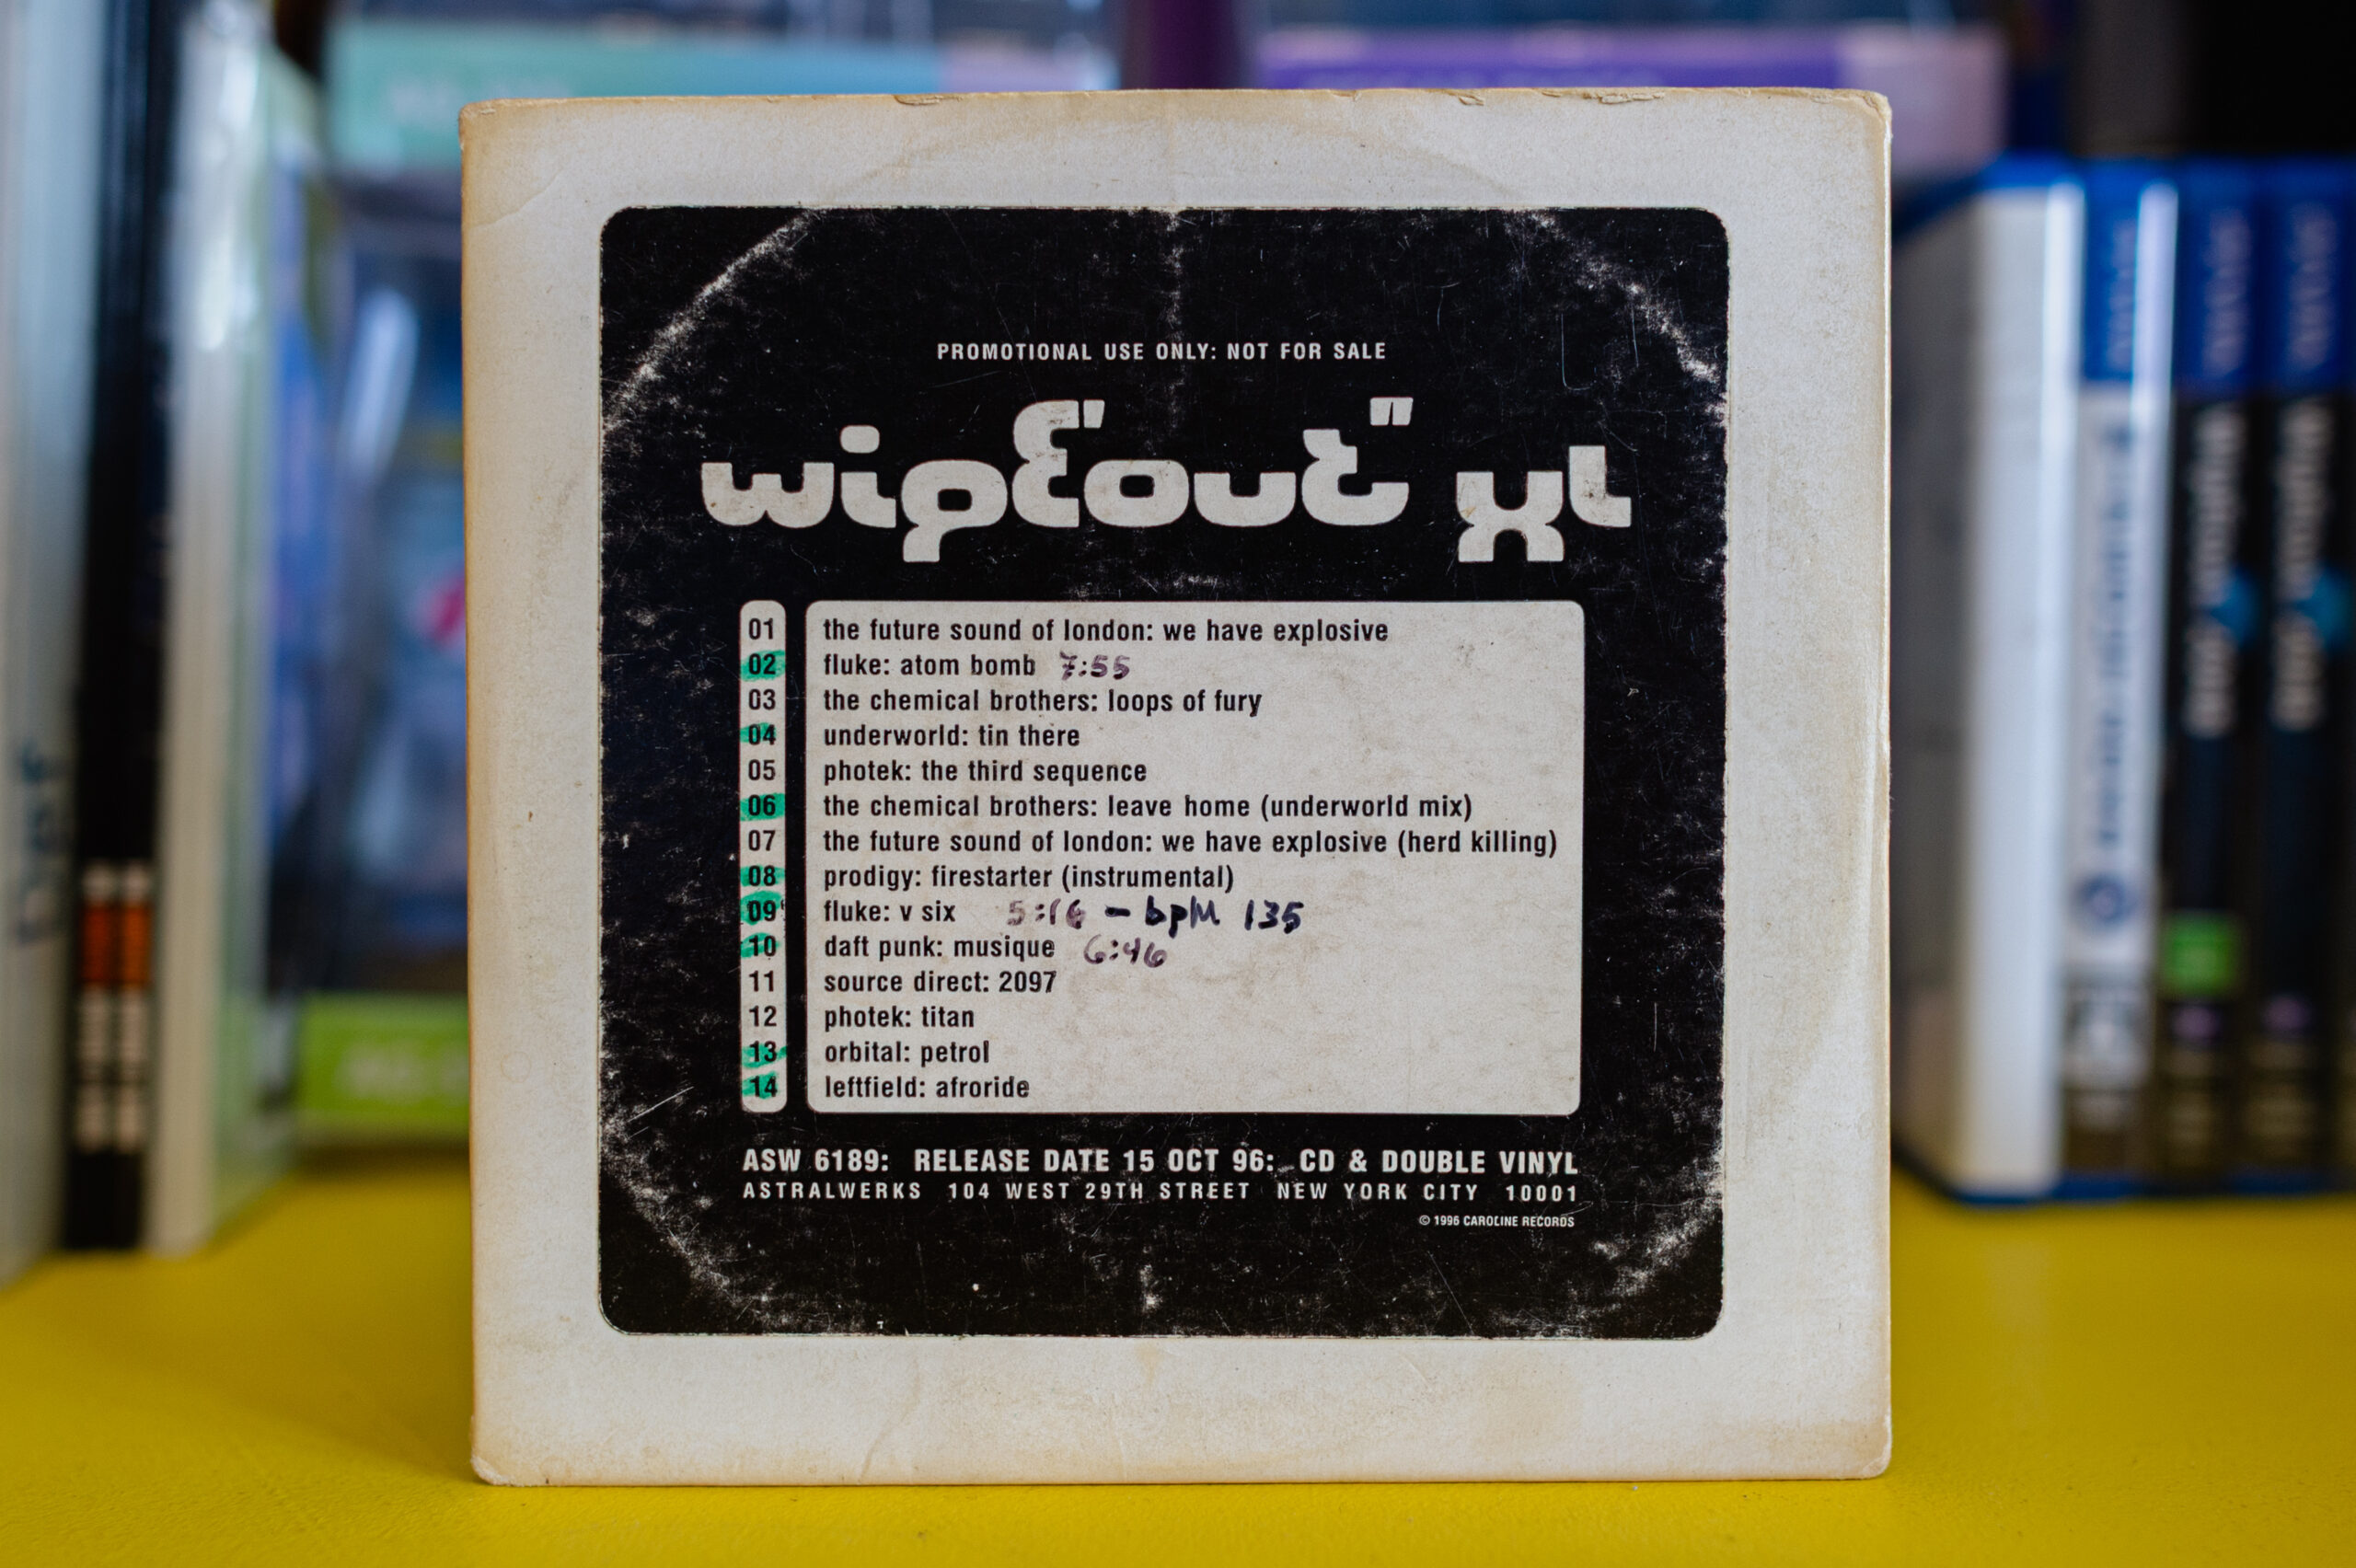 PROMOTIONAL USE ONLY: NOT FOR SALE
wipE'out" xl
01 the future sound of london: we have explosive
02 fluke: atom bomb 7:55
03 the chemical brothers: loops of fury
04 underworld: tin there
05 photek: the third sequence
06 the chemical brothers: leave home (underworld mix)
07 the future sound of london: we have explosive (herd killing)
08 prodigy: firestarter (instrumental)
09 fluke: v six 5:16 – bpM 135
10 daft punk: musique 6:46
11 source direct: 2097
12 photek: titan
13 orbital: petrol
14 leftfield: afroride
ASW 6189: RELEASE DATE 15 OCT 96: CD & DOUBLE VINYL
ASTRALWERKS 104 WEST 29TH STREET NEW YORK CITY 10001
© 1996 CAROLINE RECORDS